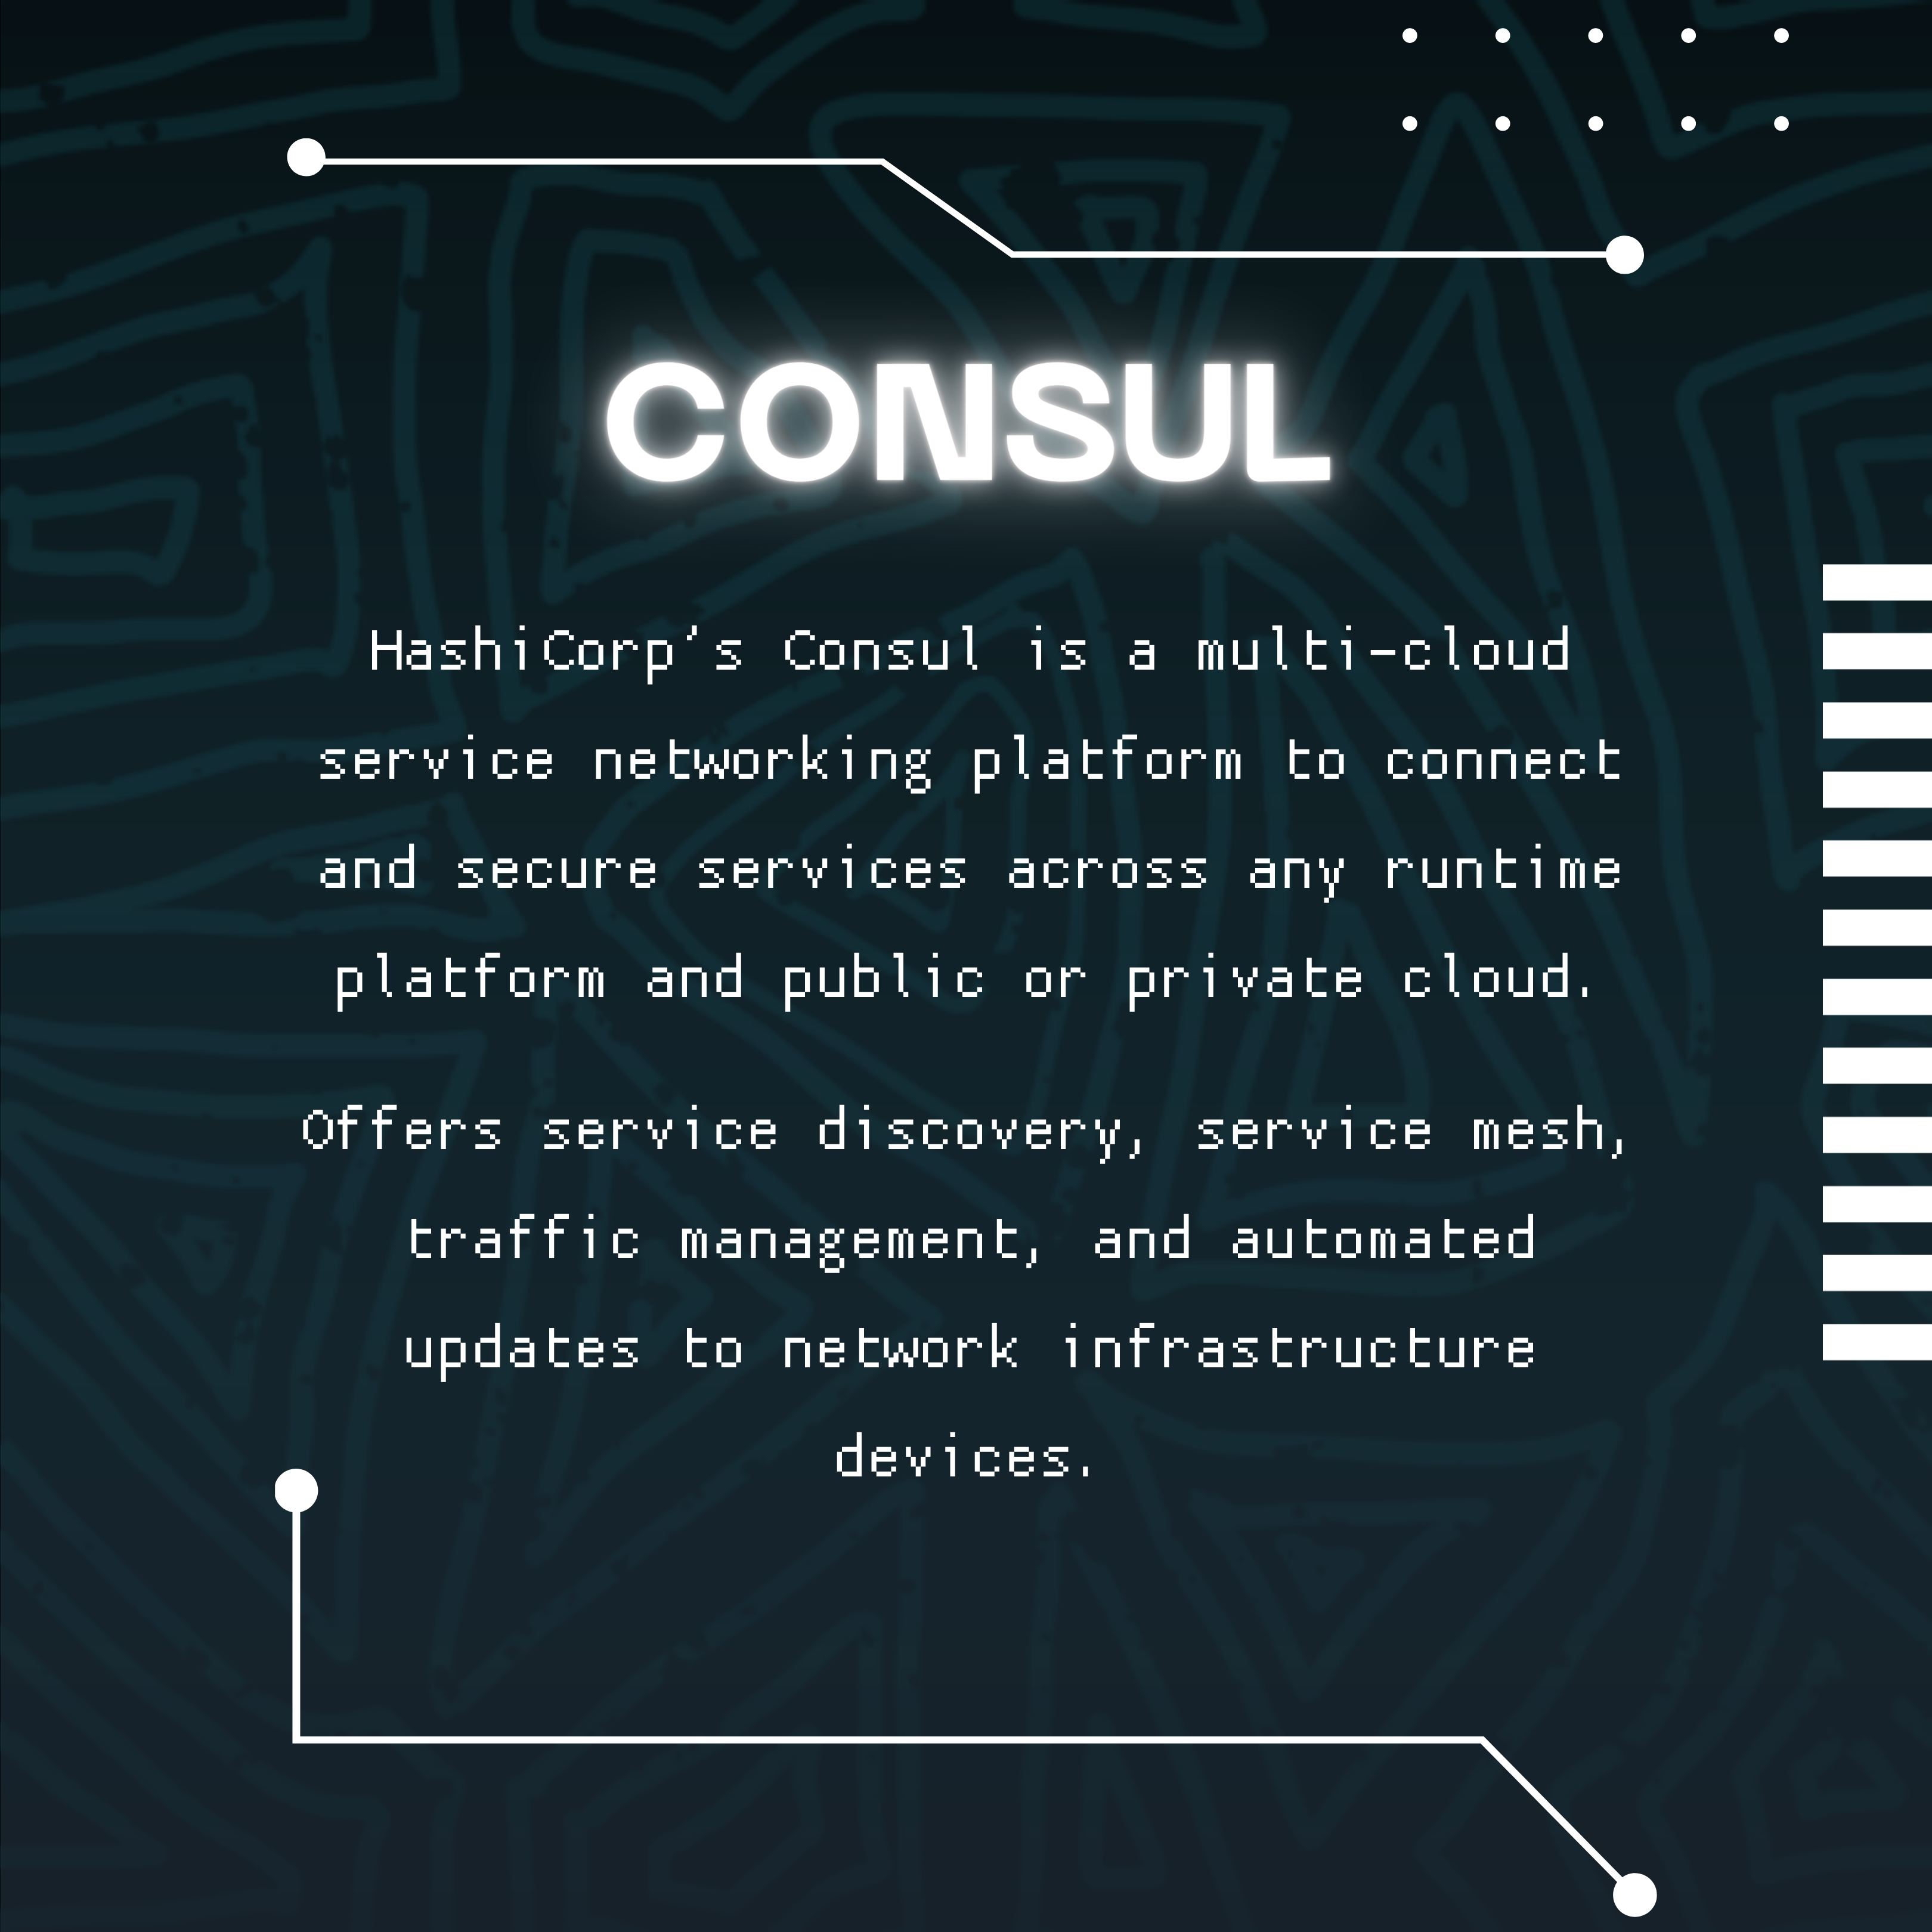 CONSUL
HashiCorp's Consul is a multi-cloud
service networking platform to connect
and secure services across any runtime
platform and public or private cloud.
Offers service discovery, service mesh,
traffic management, and automated
updates to network infrastructure
devices.